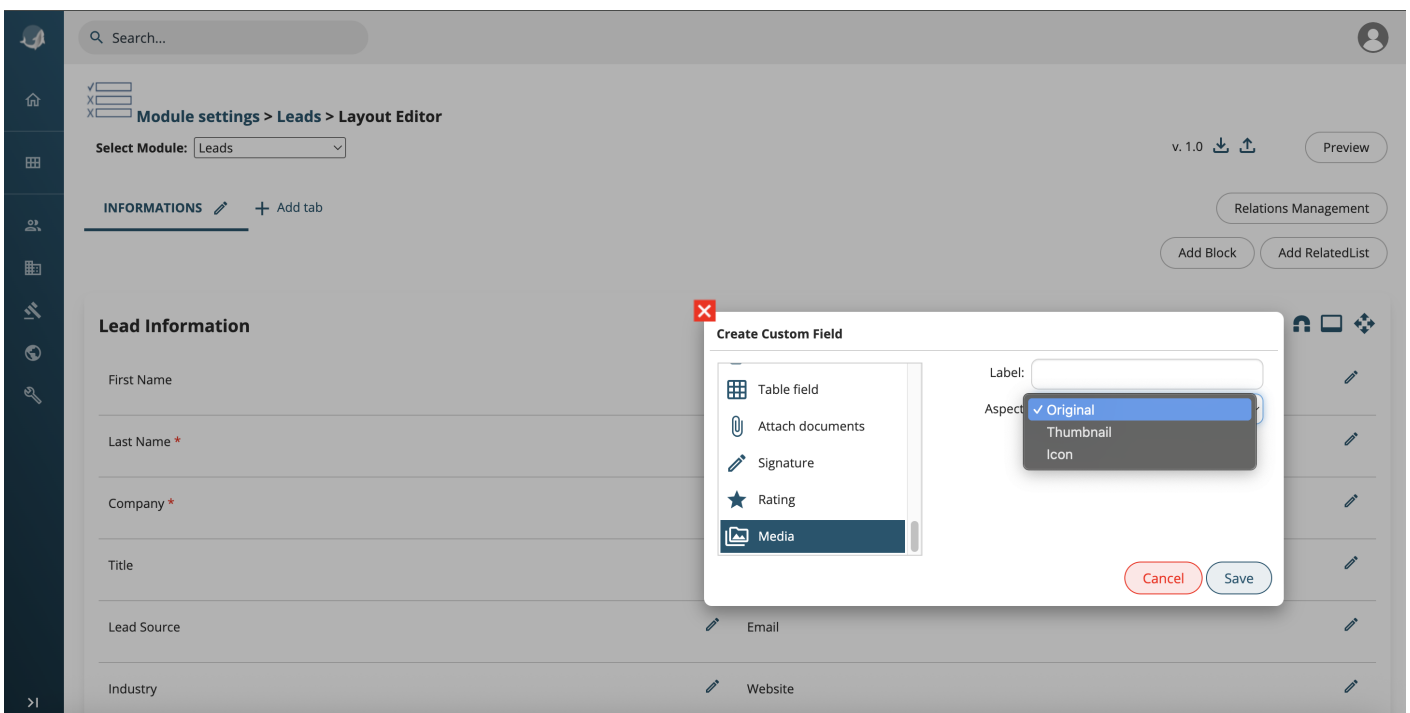 Search...
Module settings > Leads > Layout Editor
Select Module: Leads
v. 1.0
Preview
INFORMATIONS
Add tab
Relations Management
Add Block
Add RelatedList
Lead Information
First Name
Last Name *
Company *
Title
Lead Source
Email
Industry
Website
Create Custom Field
Table field
Attach documents
Signature
Rating
Media
Label:
Aspect
✓ Original
Thumbnail
Icon
Cancel
Save